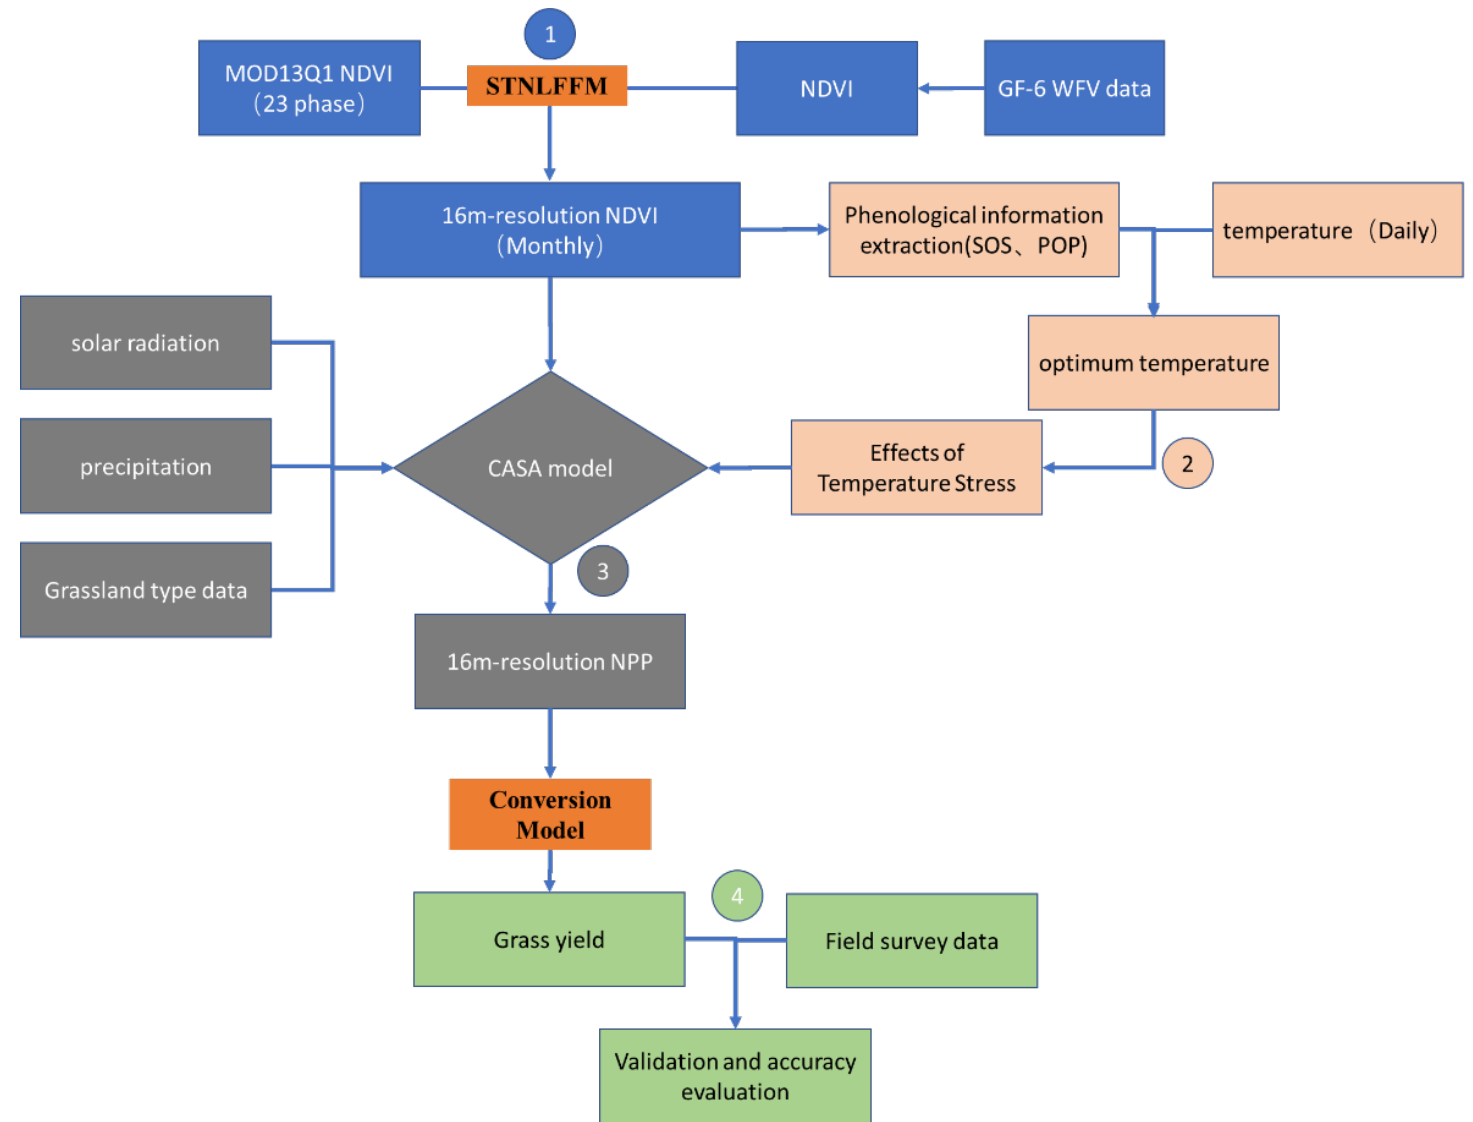 1
MOD13Q1 NDVI
（23 phase）
STNLFFM
NDVI
GF-6 WFV data
16m-resolution NDVI
（Monthly）
Phenological information
extraction(SOS、POP)
temperature（Daily）
solar radiation
optimum temperature
precipitation
CASA model
Effects of
Temperature Stress
2
Grassland type data
3
16m-resolution NPP
Conversion
Model
4
Grass yield
Field survey data
Validation and accuracy
evaluation